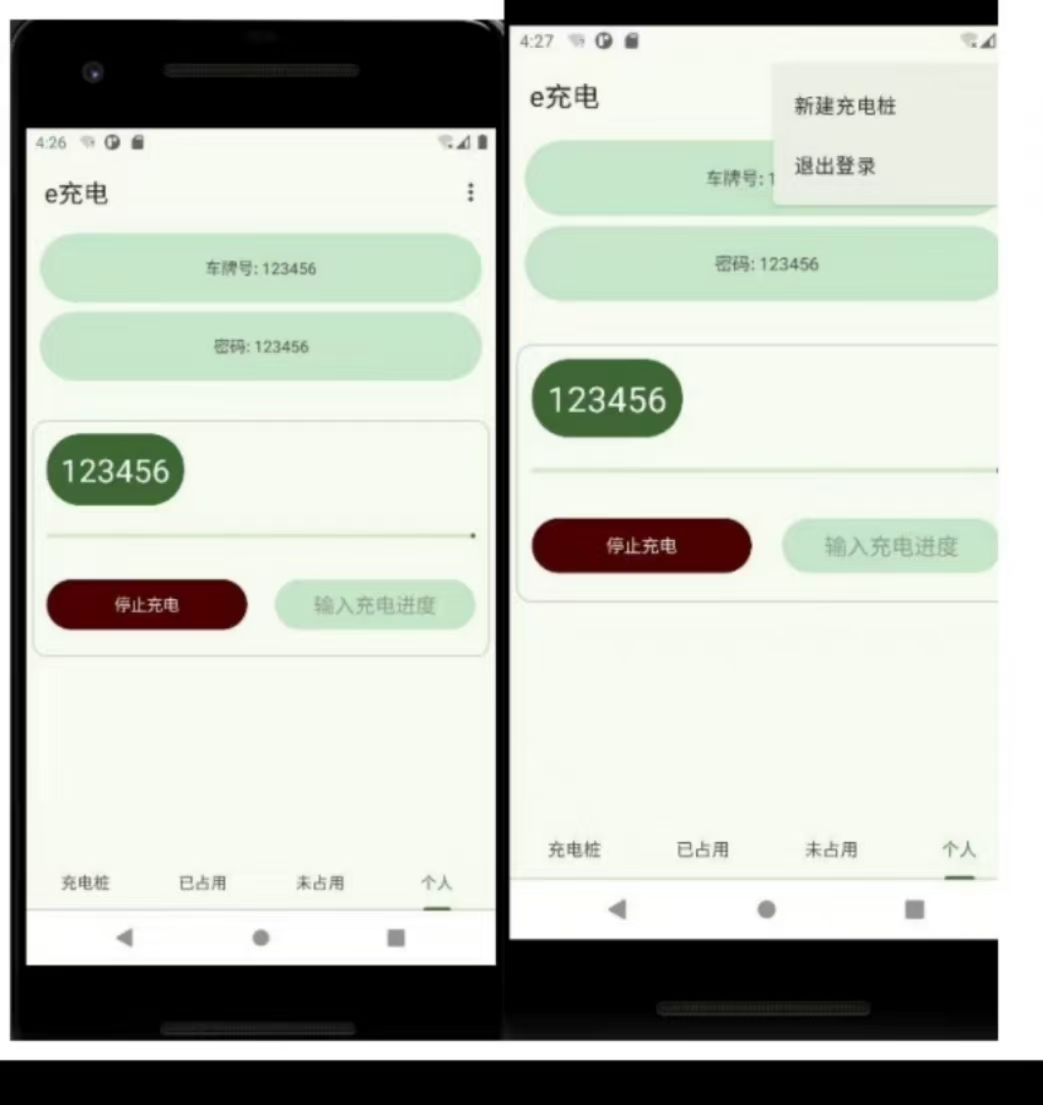 4:26
e充电
车牌号: 123456
密码: 123456
123456
停止充电
输入充电进度
充电桩
已占用
未占用
个人
4:27
e充电
新建充电桩
退出登录
车牌号: 1
密码: 123456
123456
停止充电
输入充电进度
充电桩
已占用
未占用
个人